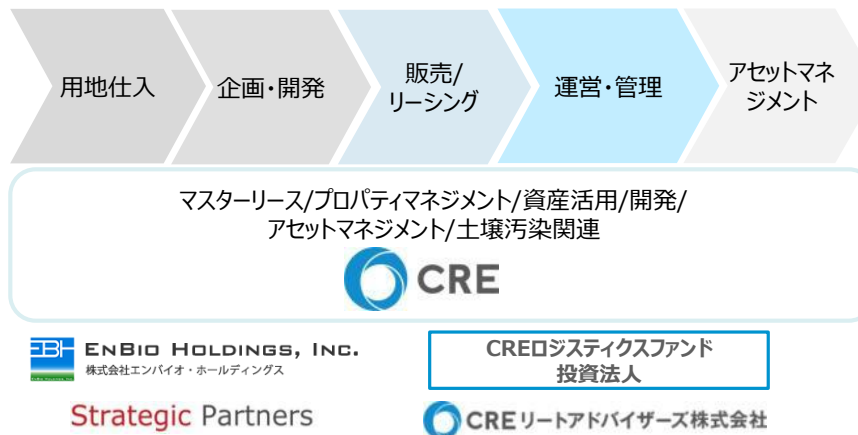 用地仕入
企画・開発
販売/
リーシング
運営・管理
アセットマネ
ジメント
マスターリース/プロパティマネジメント/資産活用/開発/
アセットマネジメント/土壌汚染関連
CRE
EBH ENBIO HOLDINGS, INC.
株式会社エンバイオ・ホールディングス
CREロジスティクスファンド
投資法人
Strategic Partners
CREリートアドバイザーズ株式会社